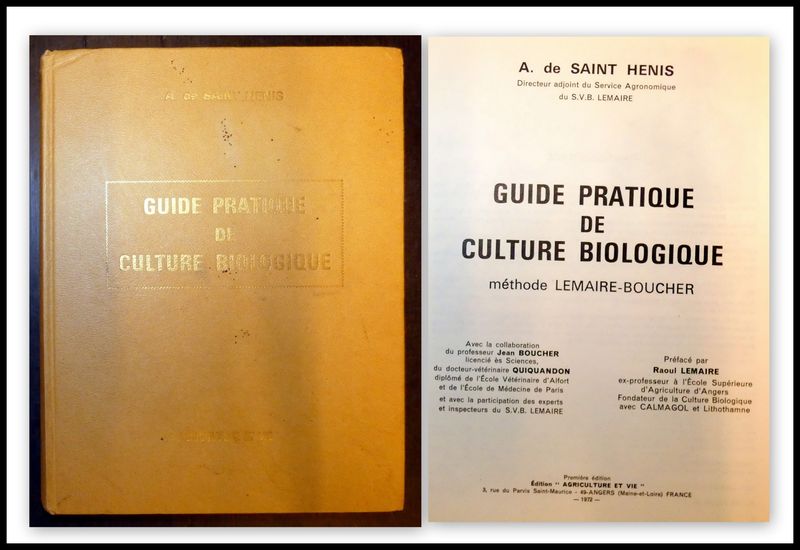 A. de SAINT HENIS
GUIDE PRATIQUE
DE
CULTURE BIOLOGIQUE
A. de SAINT HENIS
Directeur adjoint du Service Agronomique
du S.V.B. LEMAIRE
GUIDE PRATIQUE
DE
CULTURE BIOLOGIQUE
méthode LEMAIRE-BOUCHER
Avec la collaboration
du professeur Jean BOUCHER
licencié ès Sciences,
du docteur-vétérinaire QUIQUANDON
diplômé de l'École Vétérinaire d'Alfort
et de l'École de Médecine de Paris
et avec la participation des experts
et inspecteurs du S.V.B. LEMAIRE
Préfacé par
Raoul LEMAIRE
ex-professeur à l'École Supérieure
d'Agriculture d'Angers
Fondateur de la Culture Biologique
avec CALMAGOL et Lithothamne
Première édition
Édition " AGRICULTURE ET VIE "
3, rue du Parvis Saint-Maurice - 49-ANGERS (Maine-et-Loire) FRANCE
— 1972 —